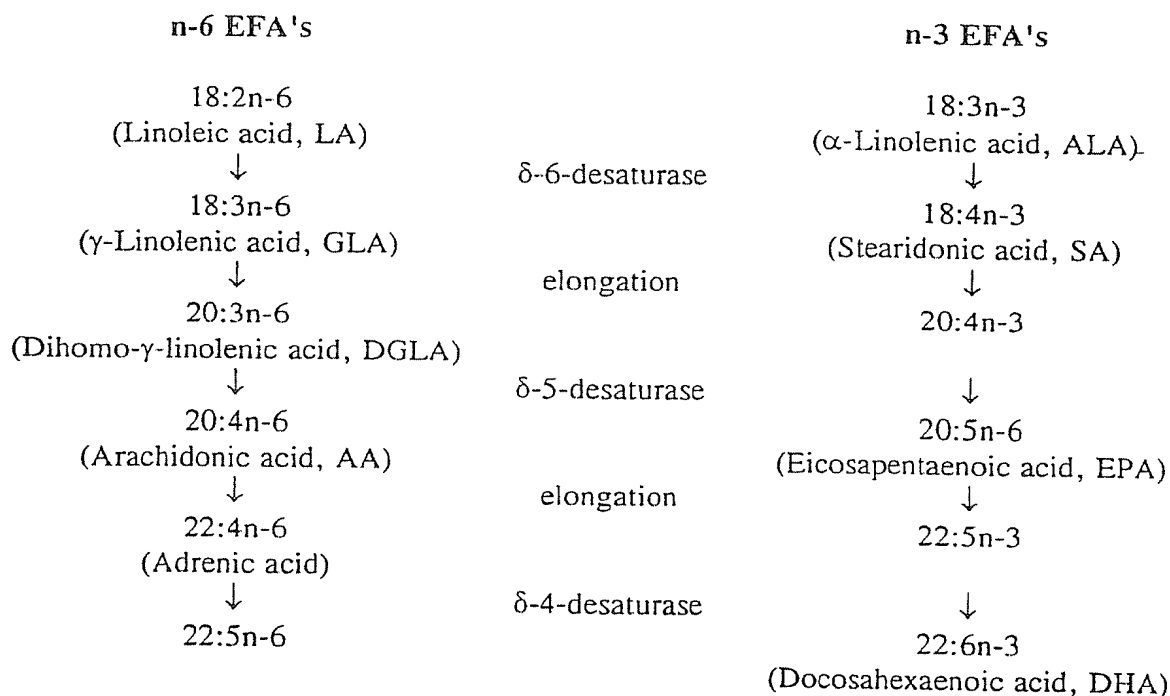 n-6 EFA's
18:2n-6
(Linoleic acid, LA)
↓
18:3n-6
(γ-Linolenic acid, GLA)
↓
20:3n-6
(Dihomo-γ-linolenic acid, DGLA)
↓
20:4n-6
(Arachidonic acid, AA)
↓
22:4n-6
(Adrenic acid)
↓
22:5n-6
δ-6-desaturase
elongation
δ-5-desaturase
elongation
δ-4-desaturase
n-3 EFA's
18:3n-3
(α-Linolenic acid, ALA)
↓
18:4n-3
(Stearidonic acid, SA)
↓
20:4n-3
↓
20:5n-6
(Eicosapentaenoic acid, EPA)
↓
22:5n-3
↓
22:6n-3
(Docosahexaenoic acid, DHA)